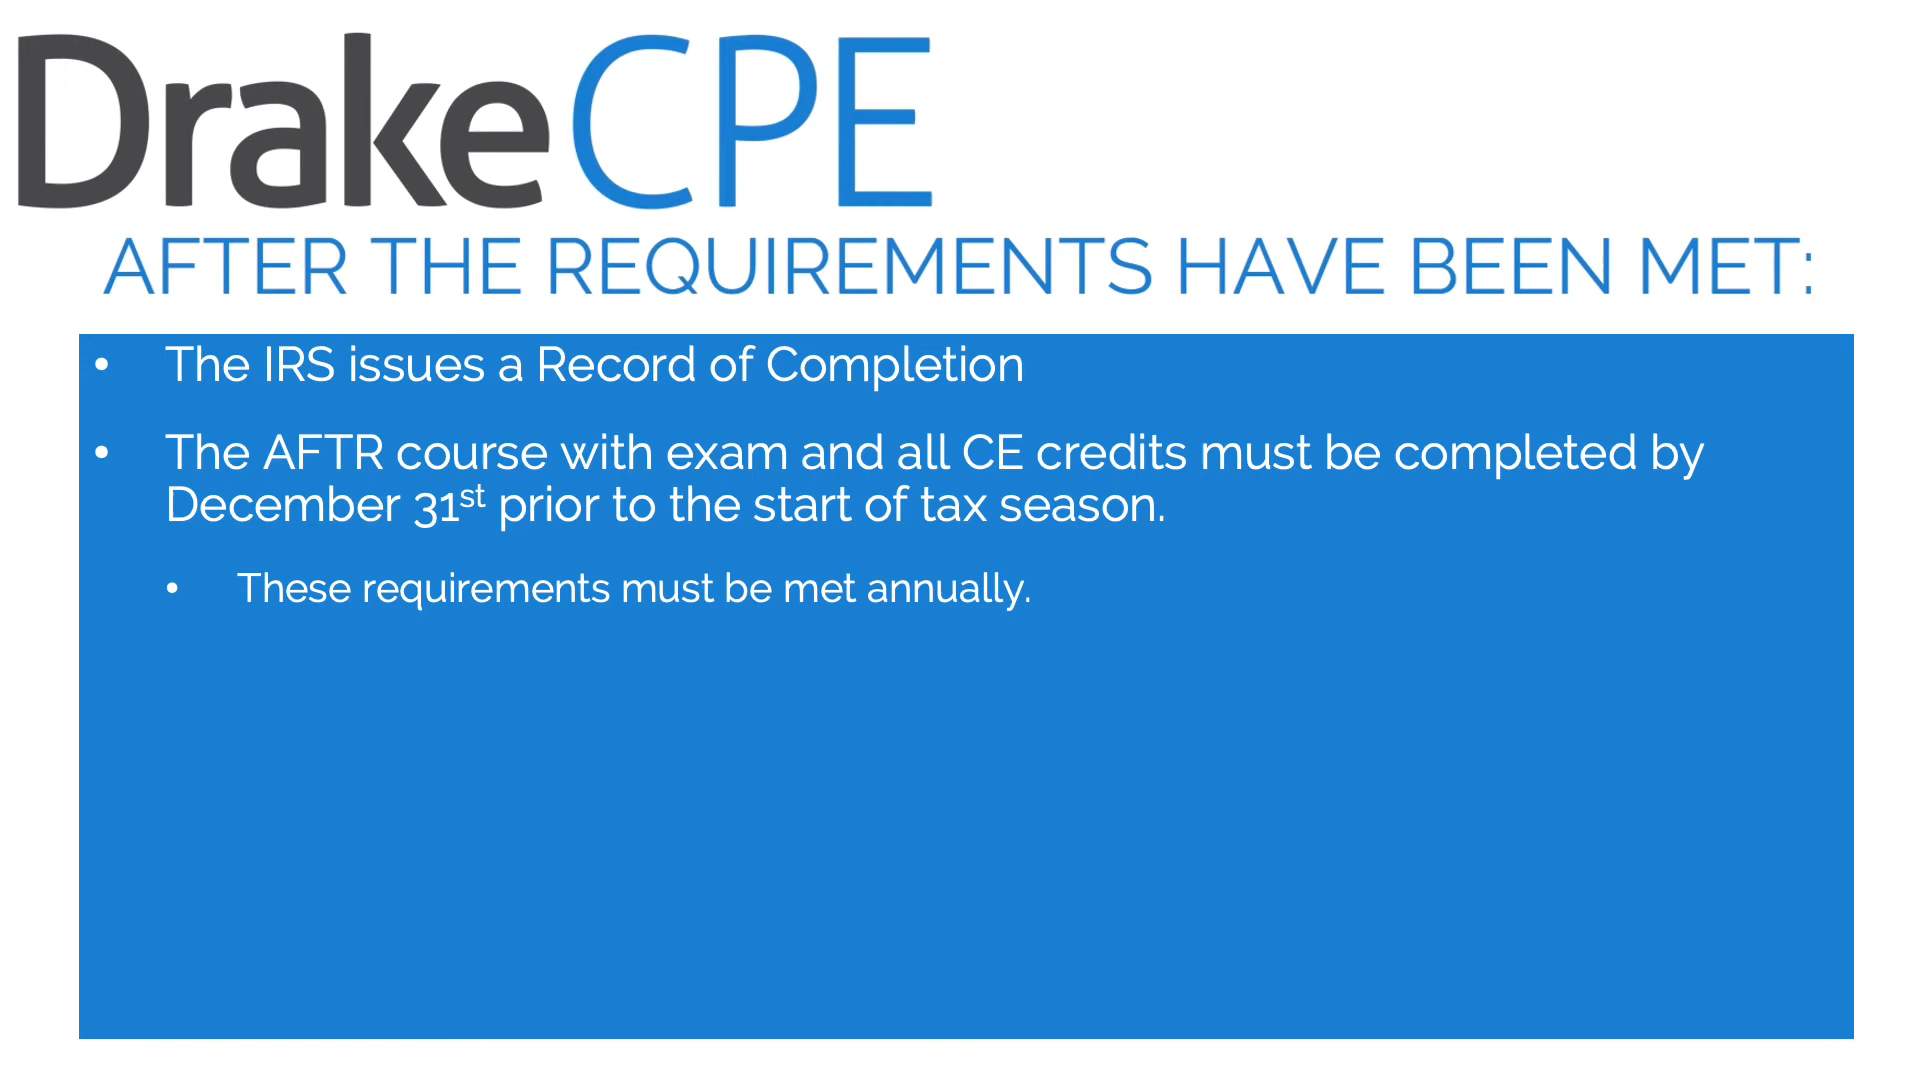 DrakeCPE
AFTER THE REQUIREMENTS HAVE BEEN MET:
• The IRS issues a Record of Completion
• The AFTR course with exam and all CE credits must be completed by
December 31st prior to the start of tax season.
• These requirements must be met annually.